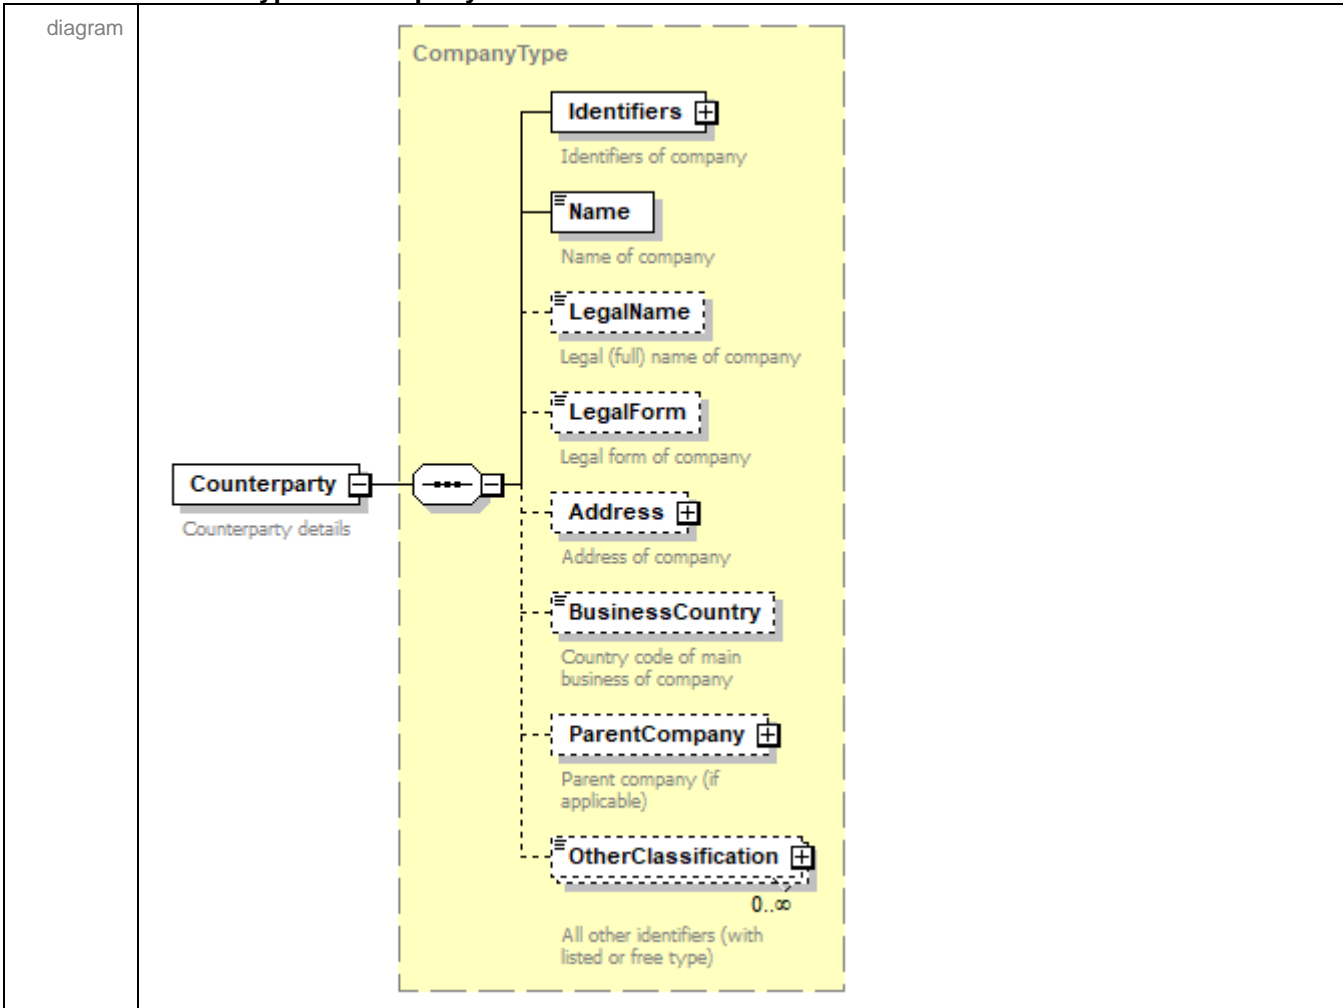 diagram
CompanyType
Identifiers
Identifiers of company
Name
Name of company
LegalName
Legal (full) name of company
LegalForm
Legal form of company
Counterparty
Counterparty details
Address
Address of company
BusinessCountry
Country code of main
business of company
ParentCompany
Parent company (if
applicable)
OtherClassification
0..∞
All other identifiers (with
listed or free type)